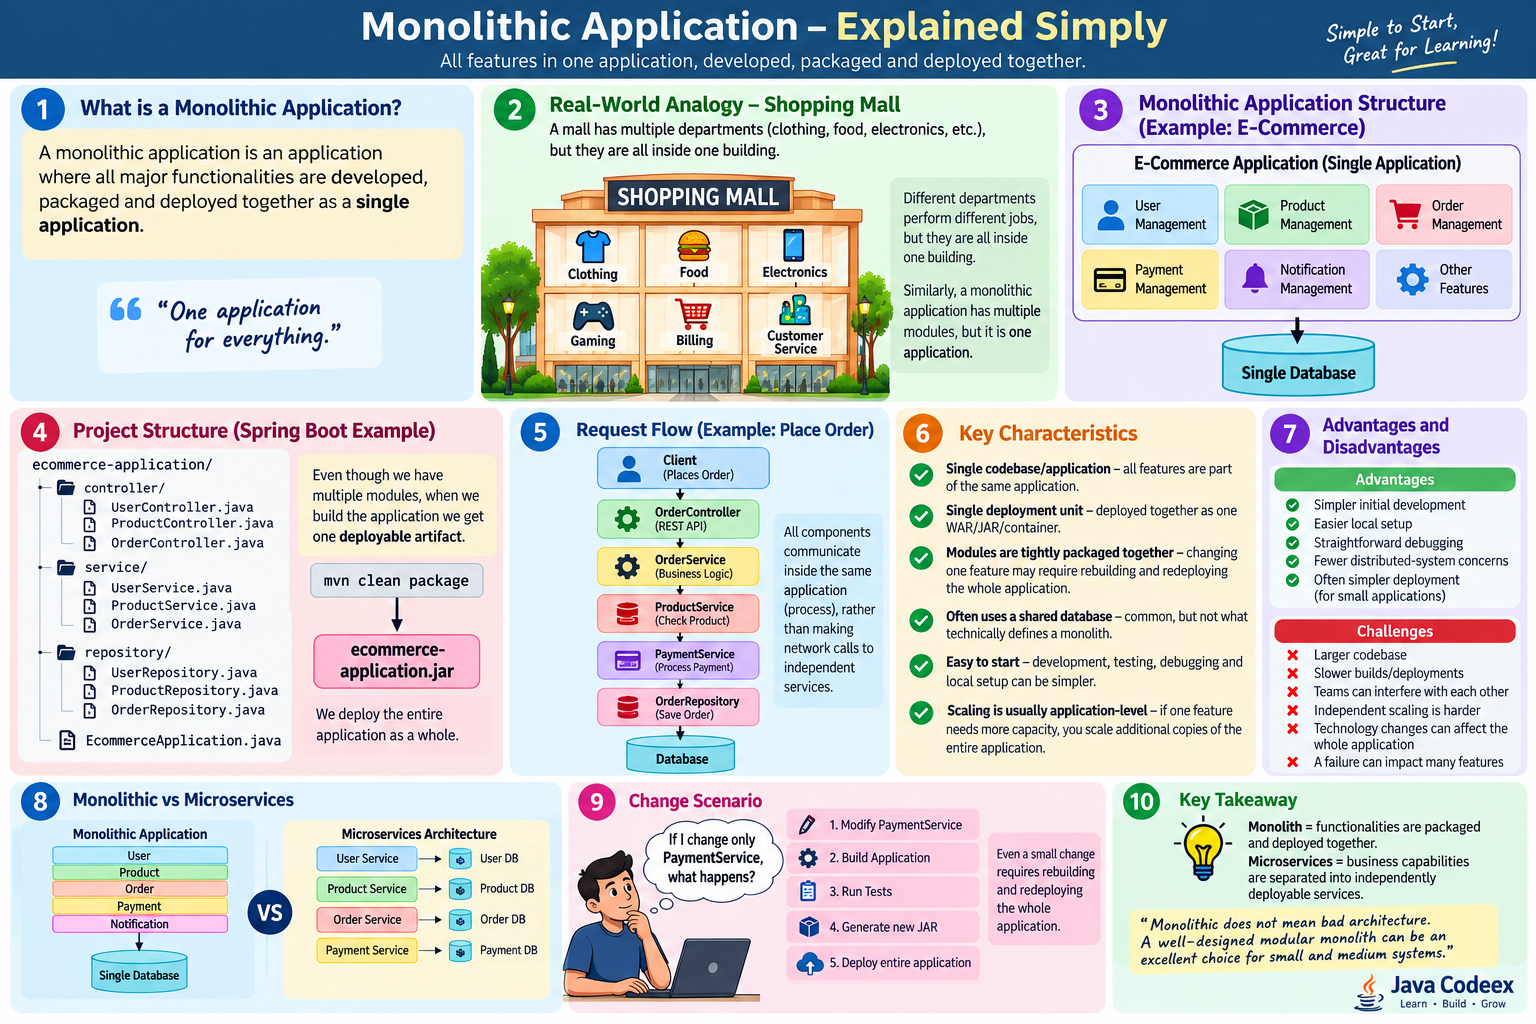 Monolithic Application – Explained Simply
All features in one application, developed, packaged and deployed together.
Simple to Start,
Great for Learning!
1
What is a Monolithic Application?
A monolithic application is an application
where all major functionalities are developed,
packaged and deployed together as a single
application.
“One application
for everything.”
2
Real-World Analogy – Shopping Mall
A mall has multiple departments (clothing, food, electronics, etc.),
but they are all inside one building.
SHOPPING MALL
Clothing
Food
Electronics
Gaming
Billing
Customer
Service
Different departments
perform different jobs,
but they are all inside
one building.
Similarly, a monolithic
application has multiple
modules, but it is one
application.
3
Monolithic Application Structure
(Example: E-Commerce)
E-Commerce Application (Single Application)
User
Management
Product
Management
Order
Management
Payment
Management
Notification
Management
Other
Features
Single Database
4
Project Structure (Spring Boot Example)
ecommerce-application/
controller/
UserController.java
ProductController.java
OrderController.java
service/
UserService.java
ProductService.java
OrderService.java
repository/
UserRepository.java
ProductRepository.java
OrderRepository.java
EcommerceApplication.java
Even though we have
multiple modules, when we
build the application we get
one deployable artifact.
mvn clean package
ecommerce-
application.jar
We deploy the entire
application as a whole.
5
Request Flow (Example: Place Order)
Client
(Places Order)
OrderController
(REST API)
OrderService
(Business Logic)
ProductService
(Check Product)
PaymentService
(Process Payment)
OrderRepository
(Save Order)
Database
All components
communicate
inside the same
application
(process), rather
than making
network calls to
independent
services.
6
Key Characteristics
Single codebase/application – all features are part
of the same application.
Single deployment unit – deployed together as one
WAR/JAR/container.
Modules are tightly packaged together – changing
one feature may require rebuilding and redeploying
the whole application.
Often uses a shared database – common, but not what
technically defines a monolith.
Easy to start – development, testing, debugging and
local setup can be simpler.
Scaling is usually application-level – if one feature
needs more capacity, you scale additional copies of the
entire application.
7
Advantages and
Disadvantages
Advantages
Simpler initial development
Easier local setup
Straightforward debugging
Fewer distributed-system concerns
Often simpler deployment
(for small applications)
Challenges
Larger codebase
Slower builds/deployments
Teams can interfere with each other
Independent scaling is harder
Technology changes can affect the
whole application
A failure can impact many features
8
Monolithic vs Microservices
Monolithic Application
User
Product
Order
Payment
Notification
Single Database
VS
Microservices Architecture
User Service
User DB
Product Service
Product DB
Order Service
Order DB
Payment Service
Payment DB
9
Change Scenario
If I change only
PaymentService,
what happens?
1. Modify PaymentService
2. Build Application
3. Run Tests
4. Generate new JAR
5. Deploy entire application
Even a small change
requires rebuilding
and redeploying
the whole
application.
10
Key Takeaway
Monolith = functionalities are packaged
and deployed together.
Microservices = business capabilities
are separated into independently
deployable services.
“Monolithic does not mean bad architecture.
A well-designed modular monolith can be an
excellent choice for small and medium systems.”
Java Codeex
Learn • Build • Grow